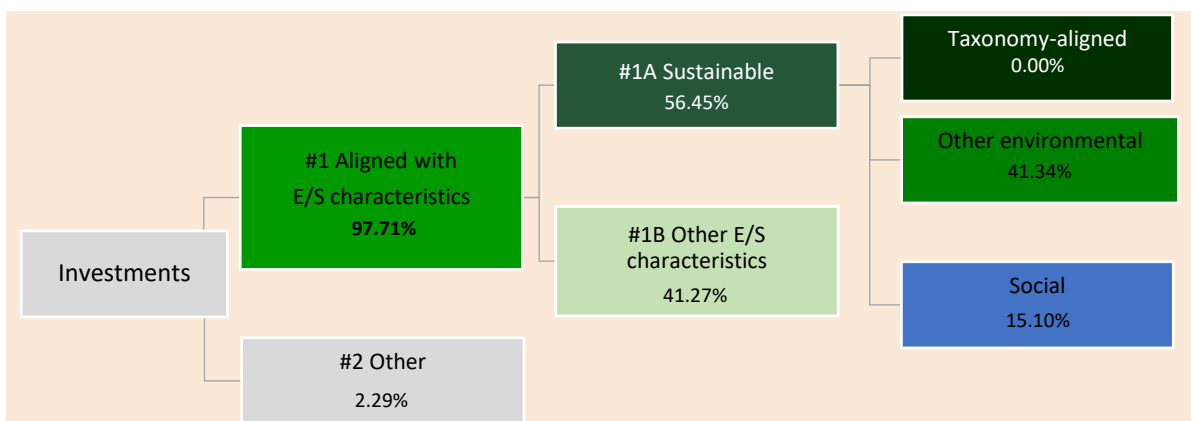 Investments
#1 Aligned with
E/S characteristics
97.71%
#2 Other
2.29%
#1A Sustainable
56.45%
#1B Other E/S
characteristics
41.27%
Taxonomy-aligned
0.00%
Other environmental
41.34%
Social
15.10%